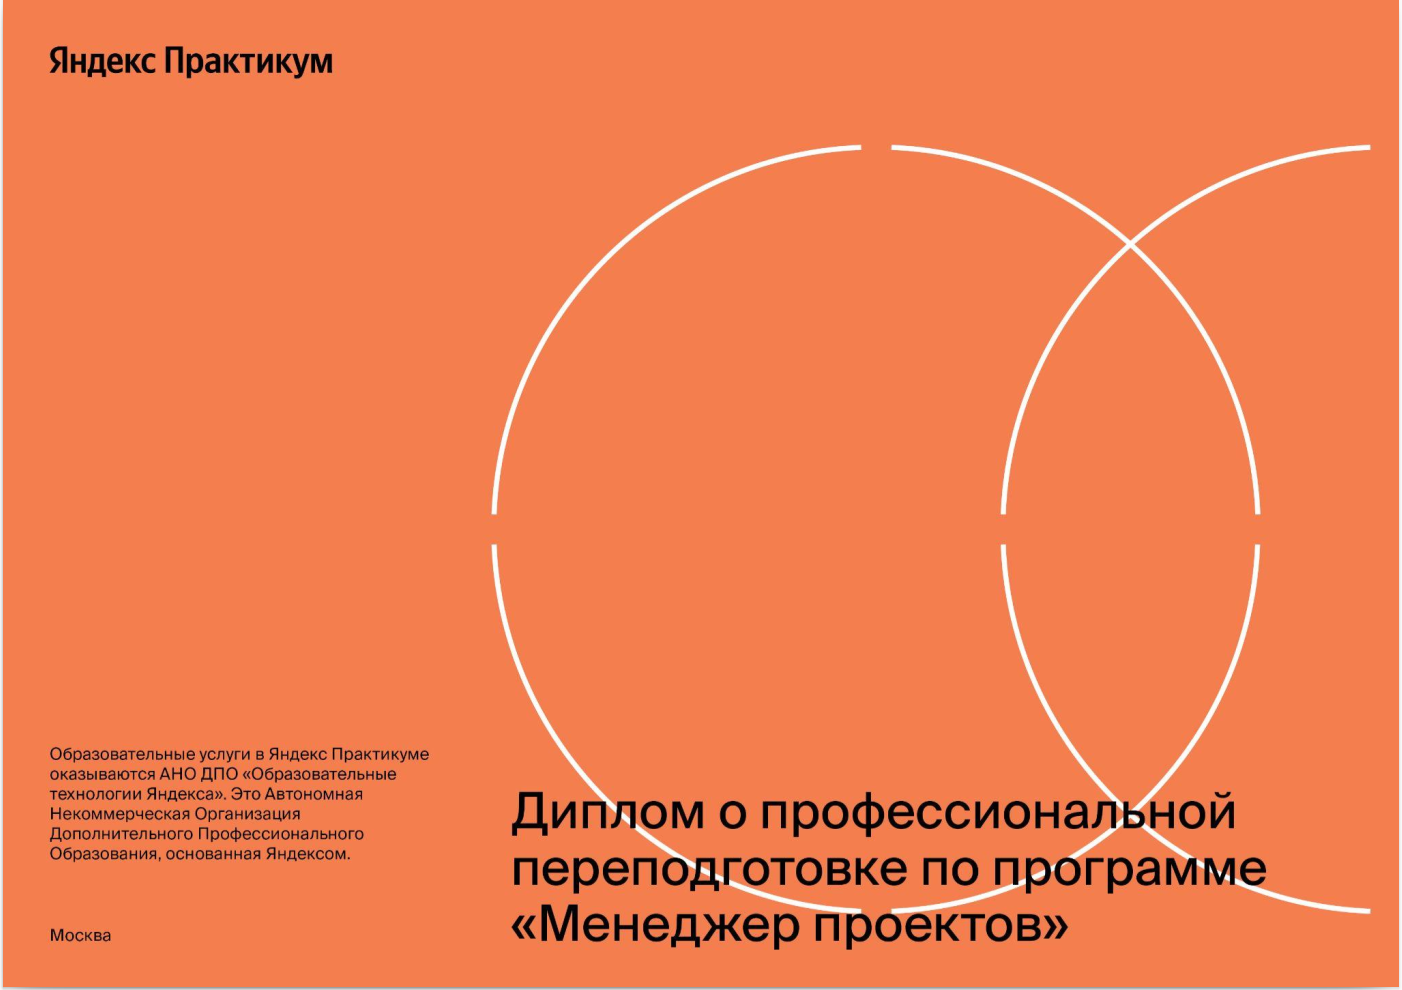 Яндекс Практикум
Образовательные услуги в Яндекс Практикуме
оказываются АНО ДПО «Образовательные
технологии Яндекса». Это Автономная
Некоммерческая Организация
Дополнительного Профессионального
Образования, основанная Яндексом.
Москва
Диплом о профессиональной
переподготовке по программе
«Менеджер проектов»